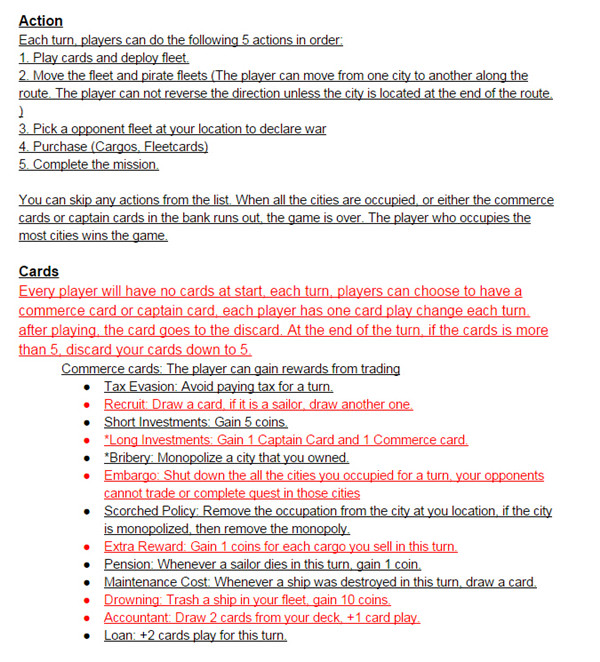 Action
Each turn, players can do the following 5 actions in order:
1. Play cards and deploy fleet.
2. Move the fleet and pirate fleets (The player can move from one city to another along the
route. The player can not reverse the direction unless the city is located at the end of the route.
)
3. Pick a opponent fleet at your location to declare war
4. Purchase (Cargos, Fleetcards)
5. Complete the mission.
You can skip any actions from the list. When all the cities are occupied, or either the commerce
cards or captain cards in the bank runs out, the game is over. The player who occupies the
most cities wins the game.
Cards
Every player will have no cards at start, each turn, players can choose to have a
commerce card or captain card, each player has one card play change each turn.
after playing, the card goes to the discard. At the end of the turn, if the cards is more
than 5, discard your cards down to 5.
Commerce cards: The player can gain rewards from trading
● Tax Evasion: Avoid paying tax for a turn.
● Recruit: Draw a card, if it is a sailor, draw another one.
● Short Investments: Gain 5 coins.
● *Long Investments: Gain 1 Captain Card and 1 Commerce card.
● *Bribery: Monopolize a city that you owned.
● Embargo: Shut down the all the cities you occupied for a turn, your opponents
cannot trade or complete quest in those cities
● Scorched Policy: Remove the occupation from the city at you location, if the city
is monopolized, then remove the monopoly.
● Extra Reward: Gain 1 coins for each cargo you sell in this turn.
● Pension: Whenever a sailor dies in this turn, gain 1 coin.
● Maintenance Cost: Whenever a ship was destroyed in this turn, draw a card.
● Drowning: Trash a ship in your fleet, gain 10 coins.
● Accountant: Draw 2 cards from your deck, +1 card play.
● Loan: +2 cards play for this turn.